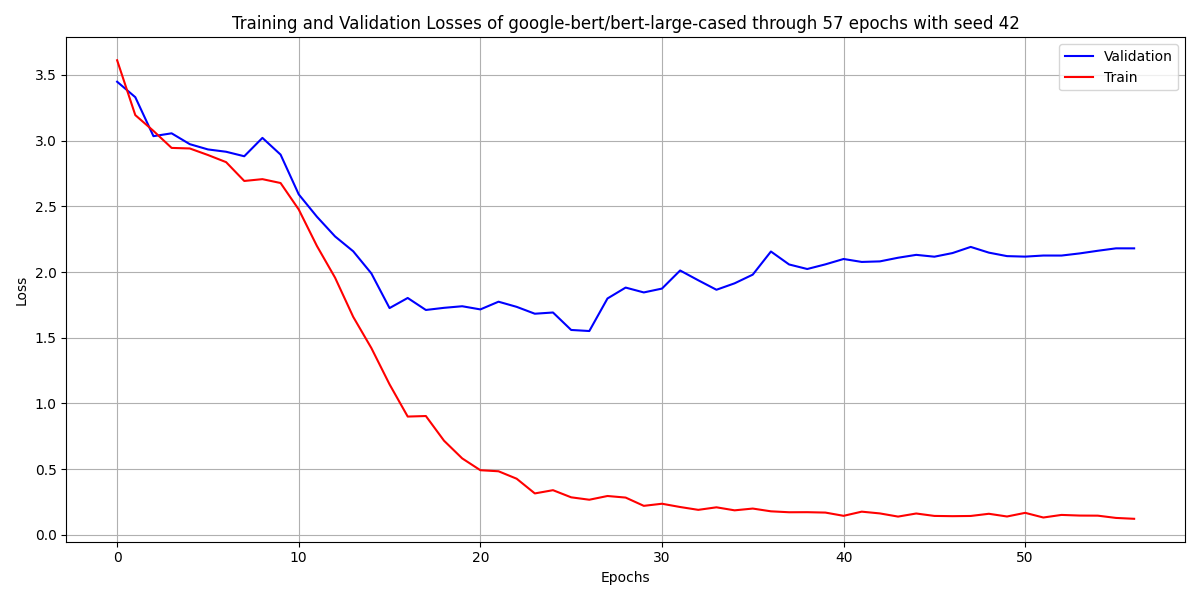 Training and Validation Losses of google-bert/bert-large-cased through 57 epochs with seed 42
Validation
Train
Loss
3.5
3.0
2.5
2.0
1.5
1.0
0.5
0.0
0 10 20 30 40 50
Epochs